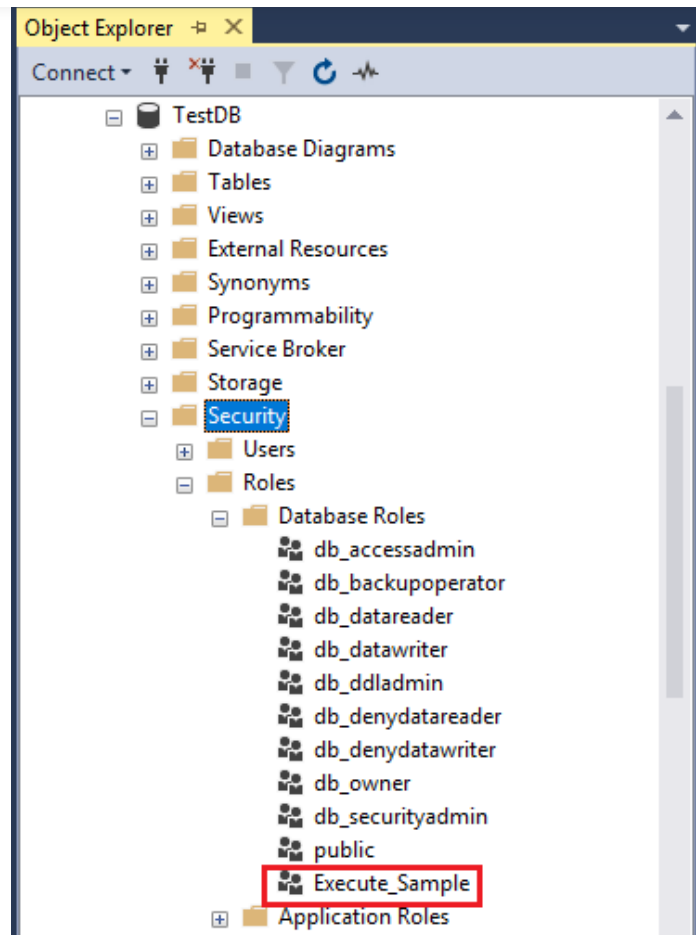 Object Explorer
Connect
TestDB
Database Diagrams
Tables
Views
External Resources
Synonyms
Programmability
Service Broker
Storage
Security
Users
Roles
Database Roles
db_accessadmin
db_backupoperator
db_datareader
db_datawriter
db_ddladmin
db_denydatareader
db_denydatawriter
db_owner
db_securityadmin
public
Execute_Sample
Application Roles